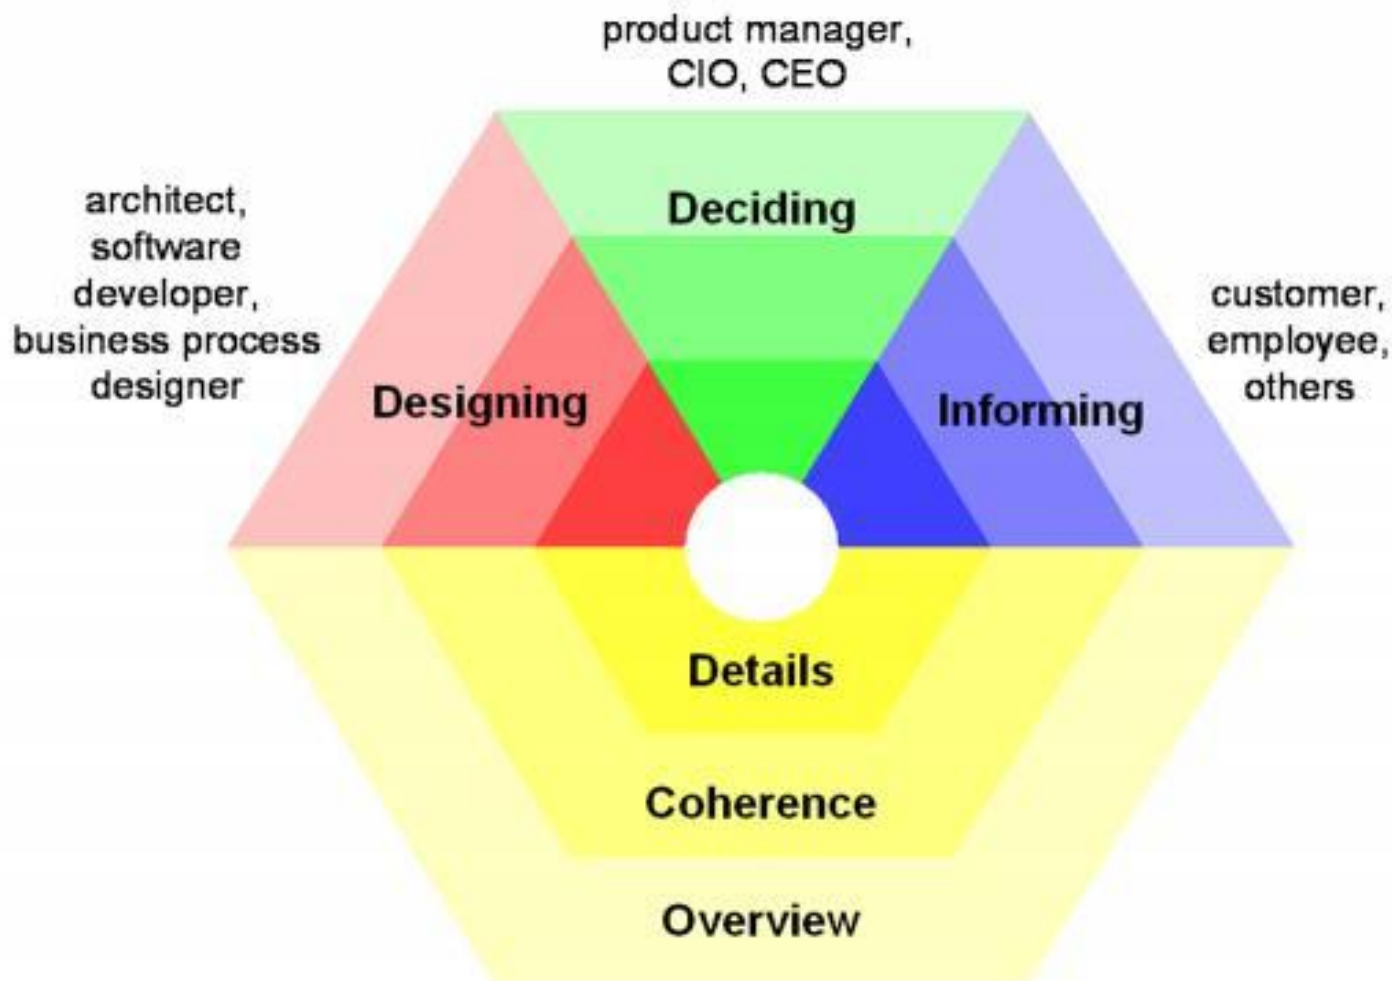 product manager,
CIO, CEO
Deciding
architect,
software
developer,
business process
designer
Designing
customer,
employee,
others
Informing
Details
Coherence
Overview